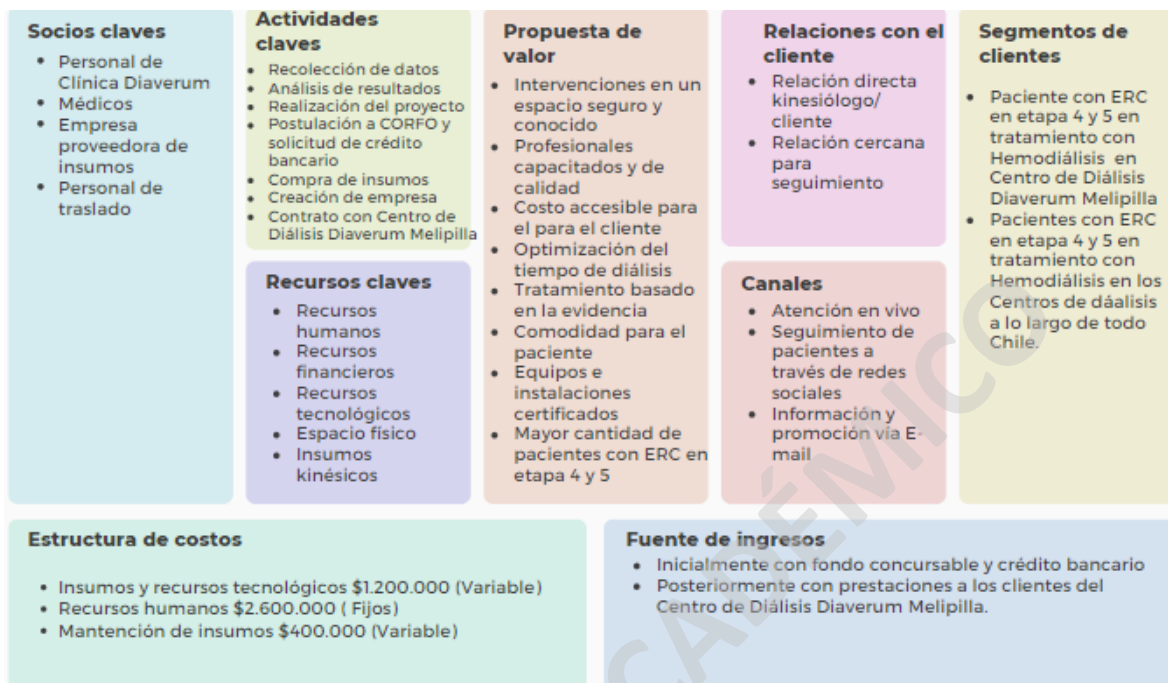 Socios claves
• Personal de
Clínica Diaverum
• Médicos
• Empresa
proveedora de
insumos
• Personal de
traslado
Actividades
claves
• Recolección de datos
• Análisis de resultados
• Realización del proyecto
• Postulación a CORFO y
solicitud de crédito
bancario
• Compra de insumos
• Creación de empresa
• Contrato con Centro de
Diálisis Diaverum Melipilla
Recursos claves
• Recursos
humanos
• Recursos
financieros
• Recursos
tecnológicos
• Espacio físico
• Insumos
kinésicos
Propuesta de
valor
• Intervenciones en un
espacio seguro y
conocido
• Profesionales
capacitados y de
calidad
• Costo accesible para
el para el cliente
• Optimización del
tiempo de diálisis
• Tratamiento basado
en la evidencia
• Comodidad para el
paciente
• Equipos e
instalaciones
certificados
• Mayor cantidad de
pacientes con ERC en
etapa 4 y 5
Relaciones con el
cliente
• Relación directa
kinesiólogo/
cliente
• Relación cercana
para
seguimiento
Canales
• Atención en vivo
• Seguimiento de
pacientes a
través de redes
sociales
• Información y
promoción vía E-
mail
Segmentos de
clientes
• Paciente con ERC
en etapa 4 y 5 en
tratamiento con
Hemodiálisis en
Centro de Diálisis
Diaverum Melipilla
• Pacientes con ERC
en etapa 4 y 5 en
tratamiento con
Hemodiálisis en los
Centros de dáalisis
a lo largo de todo
Chile.
Estructura de costos
• Insumos y recursos tecnológicos $1.200.000 (Variable)
• Recursos humanos $2.600.000 ( Fijos)
• Mantención de insumos $400.000 (Variable)
Fuente de ingresos
• Inicialmente con fondo concursable y crédito bancario
• Posteriormente con prestaciones a los clientes del
Centro de Diálisis Diaverum Melipilla.
CADÉMICO